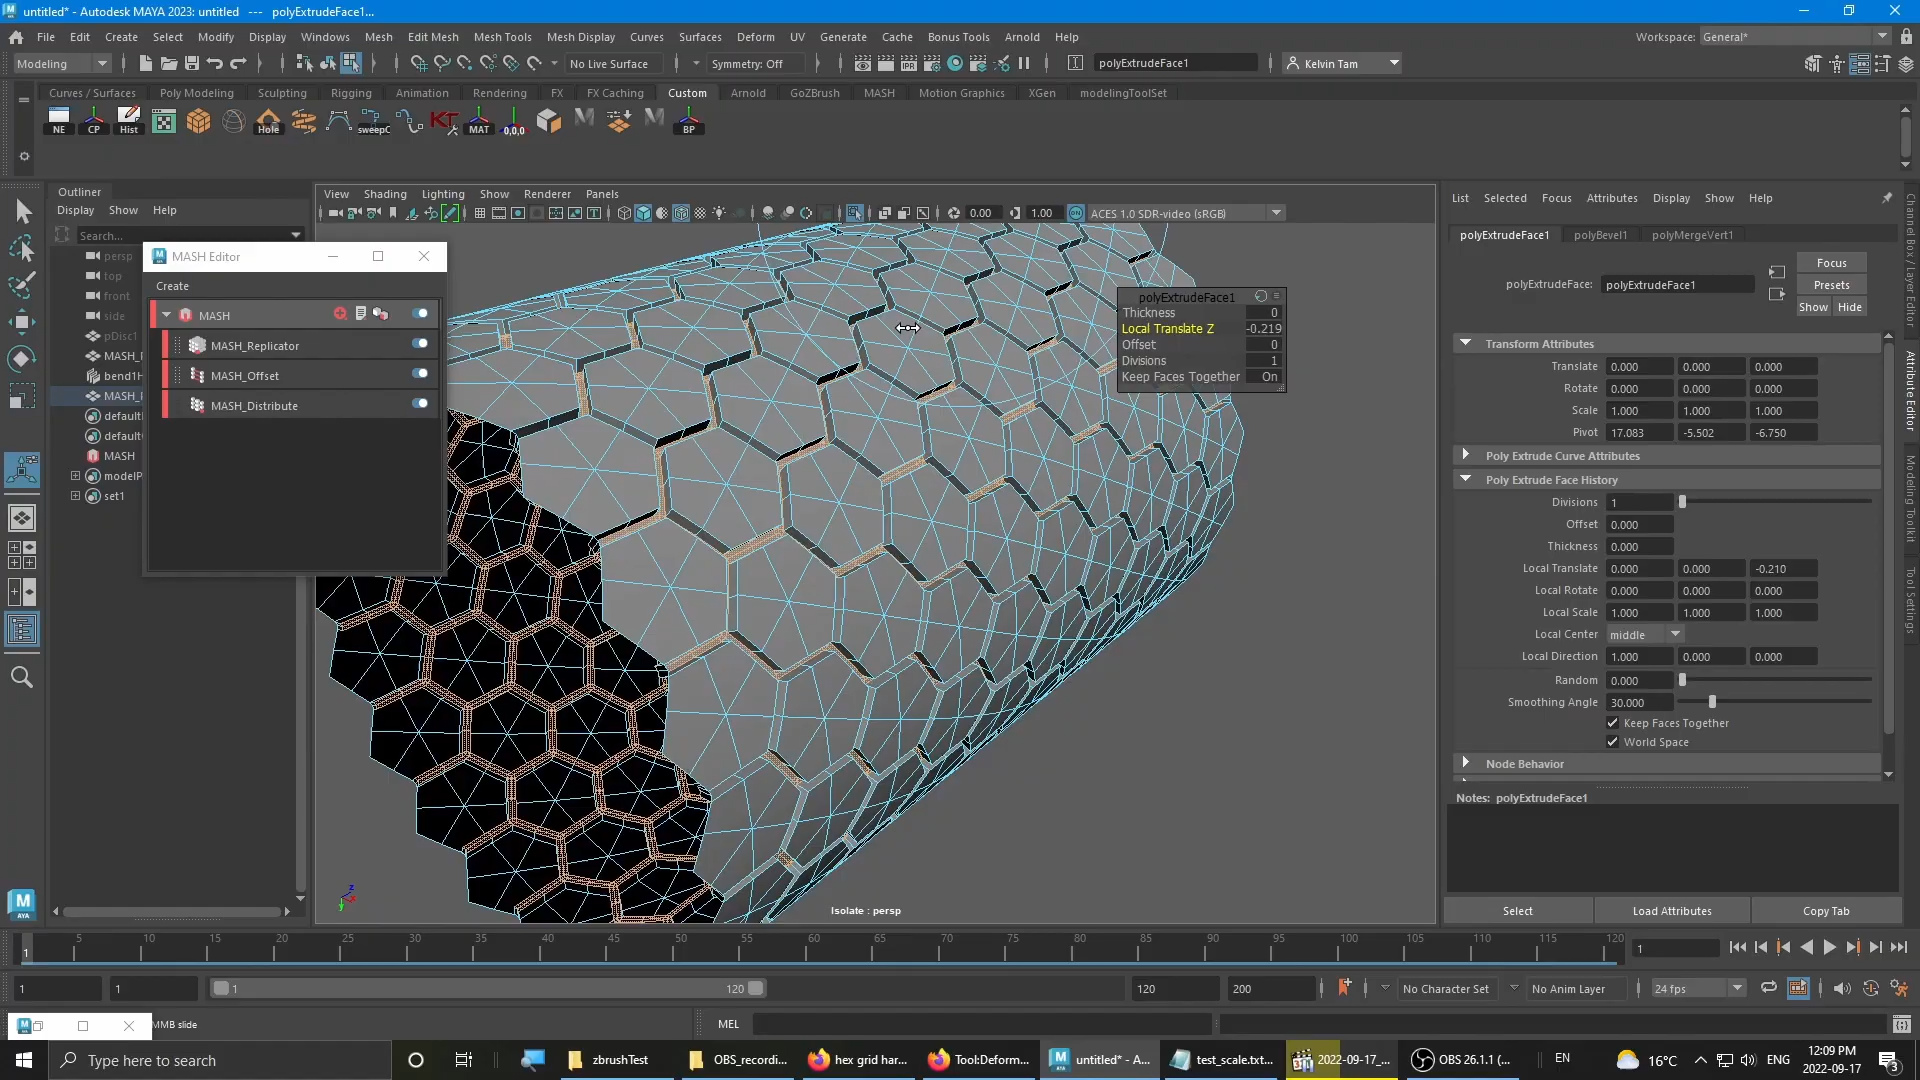 untitled* - Autodesk MAYA 2023: untitled --- polyExtrudeFace1...
File Edit Create Select Modify Display Windows Mesh Edit Mesh Mesh Tools Mesh Display Curves Surfaces Deform UV Generate Cache Bonus Tools Arnold Help
Workspace: General*
Modeling No Live Surface Symmetry: Off polyExtrudeFace1 Kelvin Tam
Curves / Surfaces Poly Modeling Sculpting Rigging Animation Rendering FX FX Caching Custom Arnold GoZBrush MASH Motion Graphics XGen modelingToolSet
NE CP Hist Hole sweepC KT MAT 0,0,0 BP
Outliner
Display Show Help
Search...
persp
top
front
side
pDisc1
bend1H
MASH
set1
MASH Editor
Create
MASH
MASH_Replicator
MASH_Offset
MASH_Distribute
View Shading Lighting Show Renderer Panels
0.00 1.00 ACES 1.0 SDR-video (sRGB)
polyExtrudeFace1
Thickness 0
Local Translate Z -0.219
Offset 0
Divisions 1
Keep Faces Together On
Isolate : persp
List Selected Focus Attributes Display Show Help
polyExtrudeFace1 polyBevel1 polyMergeVert1
Focus
polyExtrudeFace: polyExtrudeFace1 Presets
Show Hide
Transform Attributes
Translate 0.000 0.000 0.000
Rotate 0.000 0.000 0.000
Scale 1.000 1.000 1.000
Pivot 17.083 -5.502 -6.750
Poly Extrude Curve Attributes
Poly Extrude Face History
Divisions 1
Offset 0.000
Thickness 0.000
Local Translate 0.000 0.000 -0.210
Local Rotate 0.000 0.000 0.000
Local Scale 1.000 1.000 1.000
Local Center middle
Local Direction 1.000 0.000 0.000
Random 0.000
Smoothing Angle 30.000
Keep Faces Together
World Space
Node Behavior
Notes: polyExtrudeFace1
Select Load Attributes Copy Tab
Channel Box / Layer Editor
Attribute Editor
Modeling Toolkit
Tool Settings
1 5 10 15 20 25 30 35 40 45 50 55 60 65 70 75 80 85 90 95 100 105 110 115 120 1
1 1 1 120 120 200 No Character Set No Anim Layer 24 fps
MMB slide MEL
Type here to search zbrushTest OBS_recordi... hex grid har... Tool:Deform... untitled* - A... test_scale.txt... 2022-09-17_... OBS 26.1.1 (... EN 16°C ENG 12:09 PM
2022-09-17
3